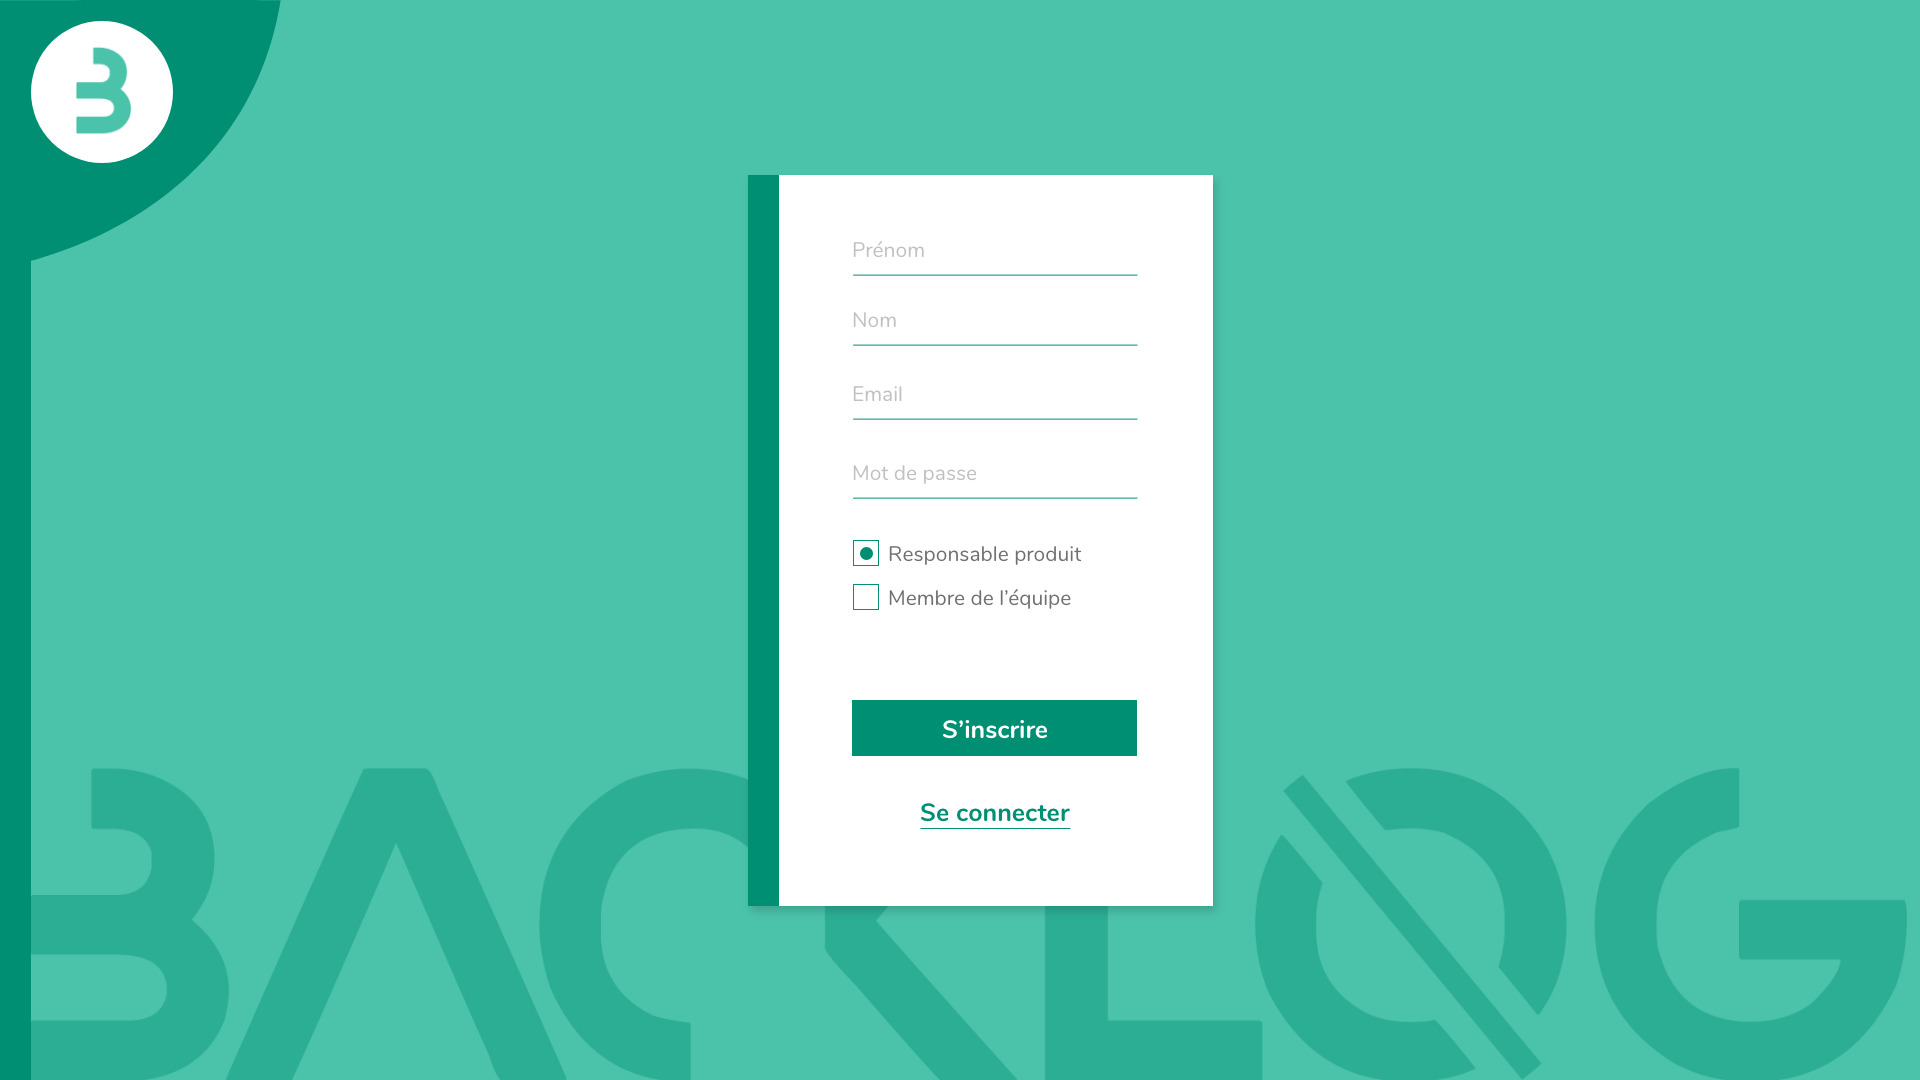 B
Prénom
Nom
Email
Mot de passe
Responsable produit
Membre de l’équipe
S’inscrire
Se connecter
BACKLOG